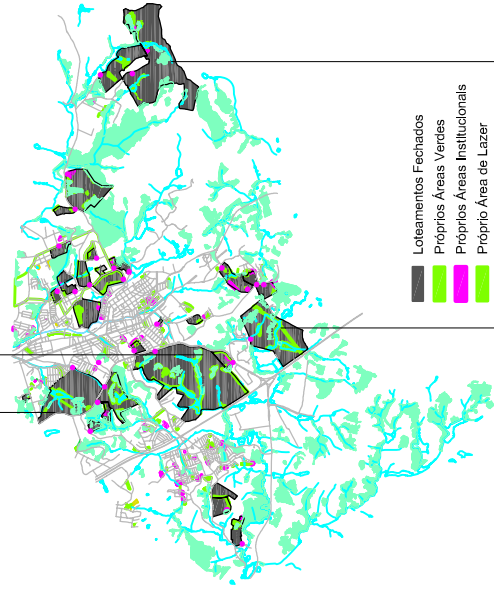 Loteamentos Fechados
Próprios Áreas Verdes
Próprios Áreas Institucionais
Próprio Área de Lazer